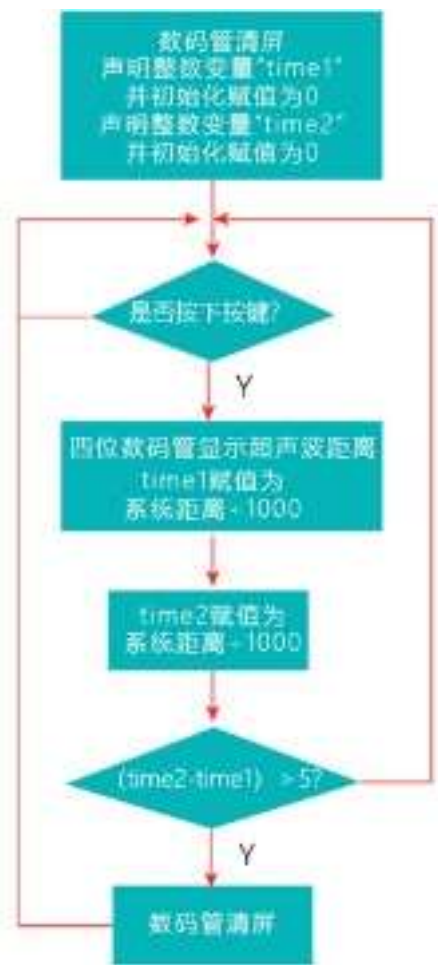 数码管清屏
声明整数变量"time1"
并初始化赋值为0
声明整数变量"time2"
并初始化赋值为0
是否按下按键?
Y
四位数码管显示超声波距离
time1赋值为
系统距离÷1000
time2赋值为
系统距离÷1000
(time2-time1) >5?
Y
数码管清屏